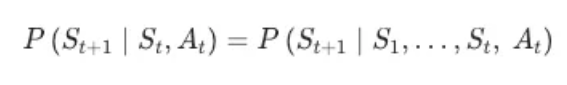 P (S_{t+1} | S_t, A_t) = P (S_{t+1} | S_1, . . . , S_t, A_t)